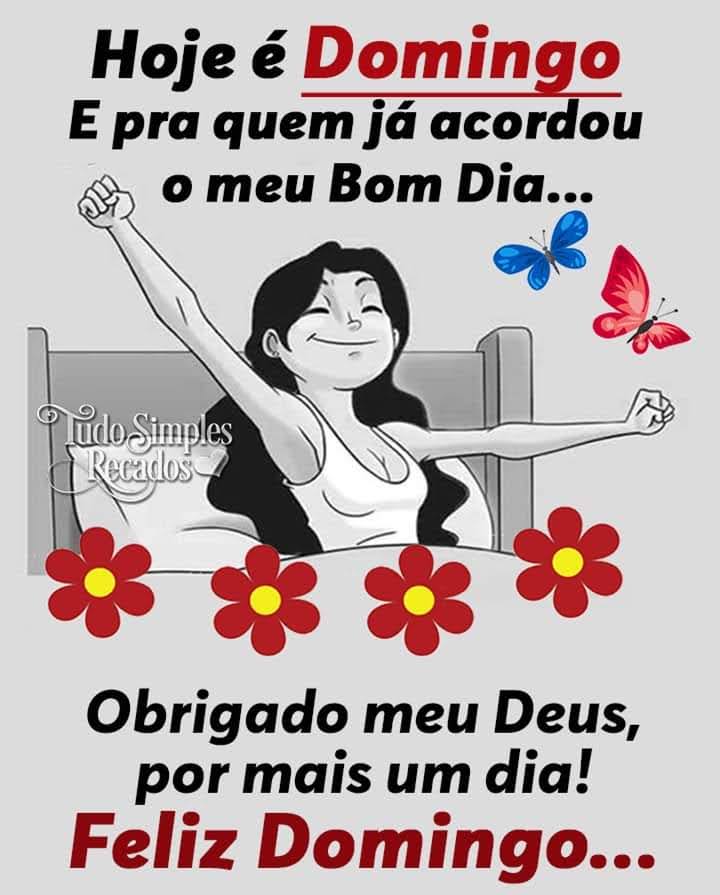 Hoje é Domingo
E pra quem já acordou
o meu Bom Dia...
Tudo Simples
Recados
Obrigado meu Deus,
por mais um dia!
Feliz Domingo...